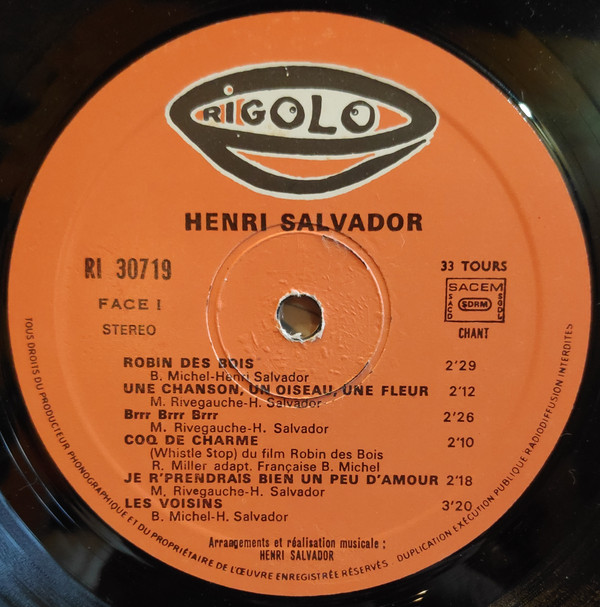 RIGOLO
HENRI SALVADOR
RI 30719
33 TOURS
FACE I
STEREO
SACEM
SACD
SDRM
SGDL
CHANT
ROBIN DES BOIS 2'29
B. Michel-Henri Salvador
UNE CHANSON, UN OISEAU, UNE FLEUR 2'12
M. Rivegauche-H. Salvador
Brrr Brrr Brrr 2'26
M. Rivegauche-H. Salvador
COQ DE CHARME 2'10
(Whistle Stop) du film Robin des Bois
R. Miller adapt. Française B. Michel
JE R'PRENDRAIS BIEN UN PEU D'AMOUR 2'18
M. Rivegauche-H. Salvador
LES VOISINS 3'20
B. Michel-H. Salvador
Arrangements et réalisation musicale :
HENRI SALVADOR
TOUS DROITS DU PRODUCTEUR PHONOGRAPHIQUE ET DU PROPRIÉTAIRE DE L'ŒUVRE ENREGISTRÉE RÉSERVÉS. DUPLICATION EXÉCUTION PUBLIQUE RADIODIFFUSION INTERDITES